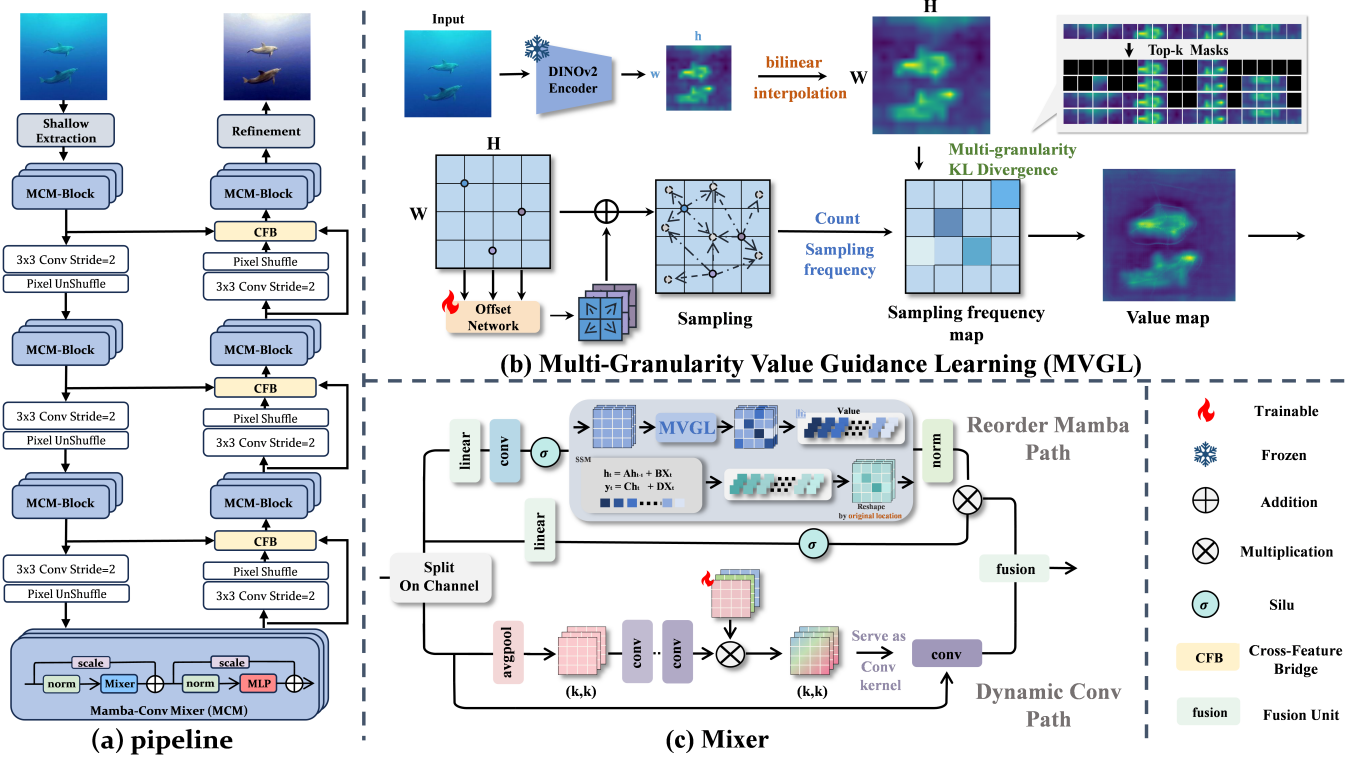 Shallow
Extraction
MCM-Block
3x3 Conv Stride=2
Pixel UnShuffle
MCM-Block
3x3 Conv Stride=2
Pixel UnShuffle
MCM-Block
3x3 Conv Stride=2
Pixel UnShuffle
Refinement
MCM-Block
CFB
Pixel Shuffle
3x3 Conv Stride=2
MCM-Block
CFB
Pixel Shuffle
3x3 Conv Stride=2
MCM-Block
CFB
Pixel Shuffle
3x3 Conv Stride=2
scale
scale
norm
Mixer
norm
MLP
Mamba-Conv Mixer (MCM)
(a) pipeline
Input
DINOv2
Encoder
h
w
bilinear
interpolation
H
W
Top-k Masks
Multi-granularity
KL Divergence
H
W
Offset
Network
Sampling
Count
Sampling
frequency
Sampling frequency
map
Value map
(b) Multi-Granularity Value Guidance Learning (MVGL)
Split
On Channel
linear
conv
σ
MVGL
Value
SSM
hₜ = Ahₜ₋₁ + BXₜ
yₜ = Chₜ + DXₜ
Reshape
by original location
norm
Reorder Mamba
Path
linear
σ
fusion
avgpool
(k,k)
conv
conv
(k,k)
Serve as
Conv
kernel
conv
Dynamic Conv
Path
(c) Mixer
Trainable
Frozen
Addition
Multiplication
σ
Silu
CFB
Cross-Feature
Bridge
fusion
Fusion Unit